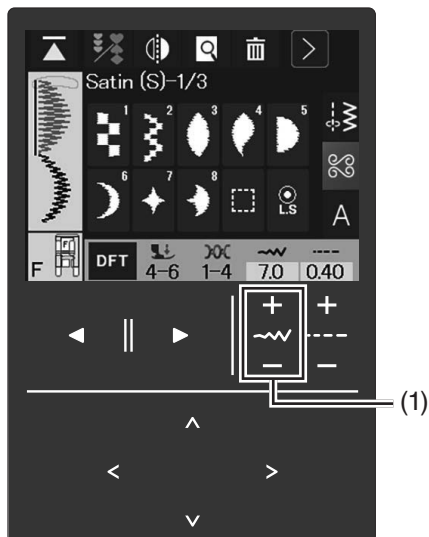 Satin (S)-1/3
1 2 3 4 5
6 7 8 L.S A
F F DFT 4-6 1-4 7.0 0.40
+ +
(1)
- -